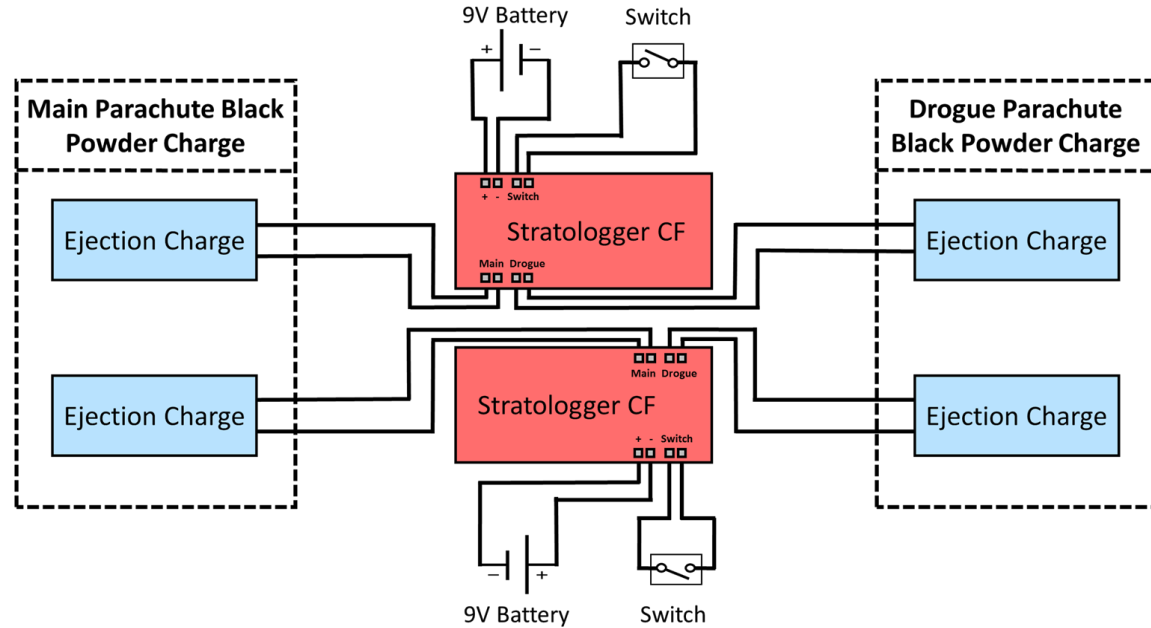 9V Battery
Switch
+ −
Main Parachute Black
Powder Charge
Drogue Parachute
Black Powder Charge
+ - Switch
Ejection Charge
Stratologger CF
Ejection Charge
Main Drogue
Main Drogue
Ejection Charge
Stratologger CF
Ejection Charge
+ - Switch
− +
9V Battery
Switch